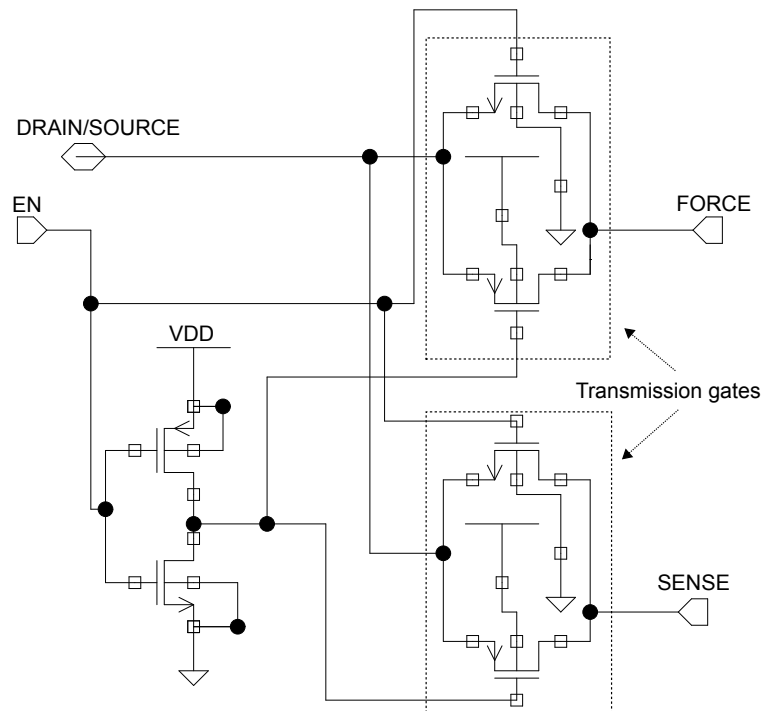 DRAIN/SOURCE
EN
FORCE
VDD
Transmission gates
SENSE